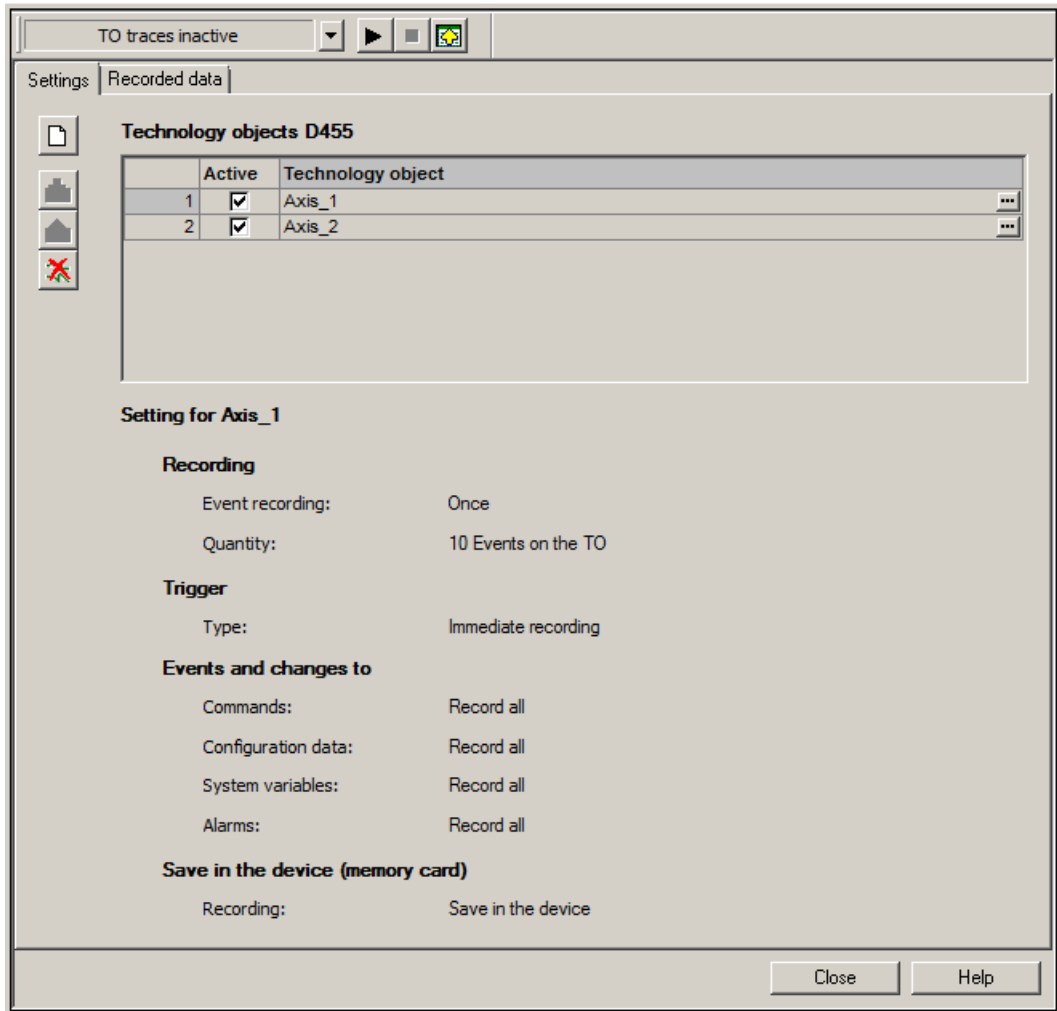 TO traces inactive
Settings Recorded data
Technology objects D455
Active Technology object
1 Axis_1 ...
2 Axis_2 ...
Setting for Axis_1
Recording
Event recording: Once
Quantity: 10 Events on the TO
Trigger
Type: Immediate recording
Events and changes to
Commands: Record all
Configuration data: Record all
System variables: Record all
Alarms: Record all
Save in the device (memory card)
Recording: Save in the device
Close Help